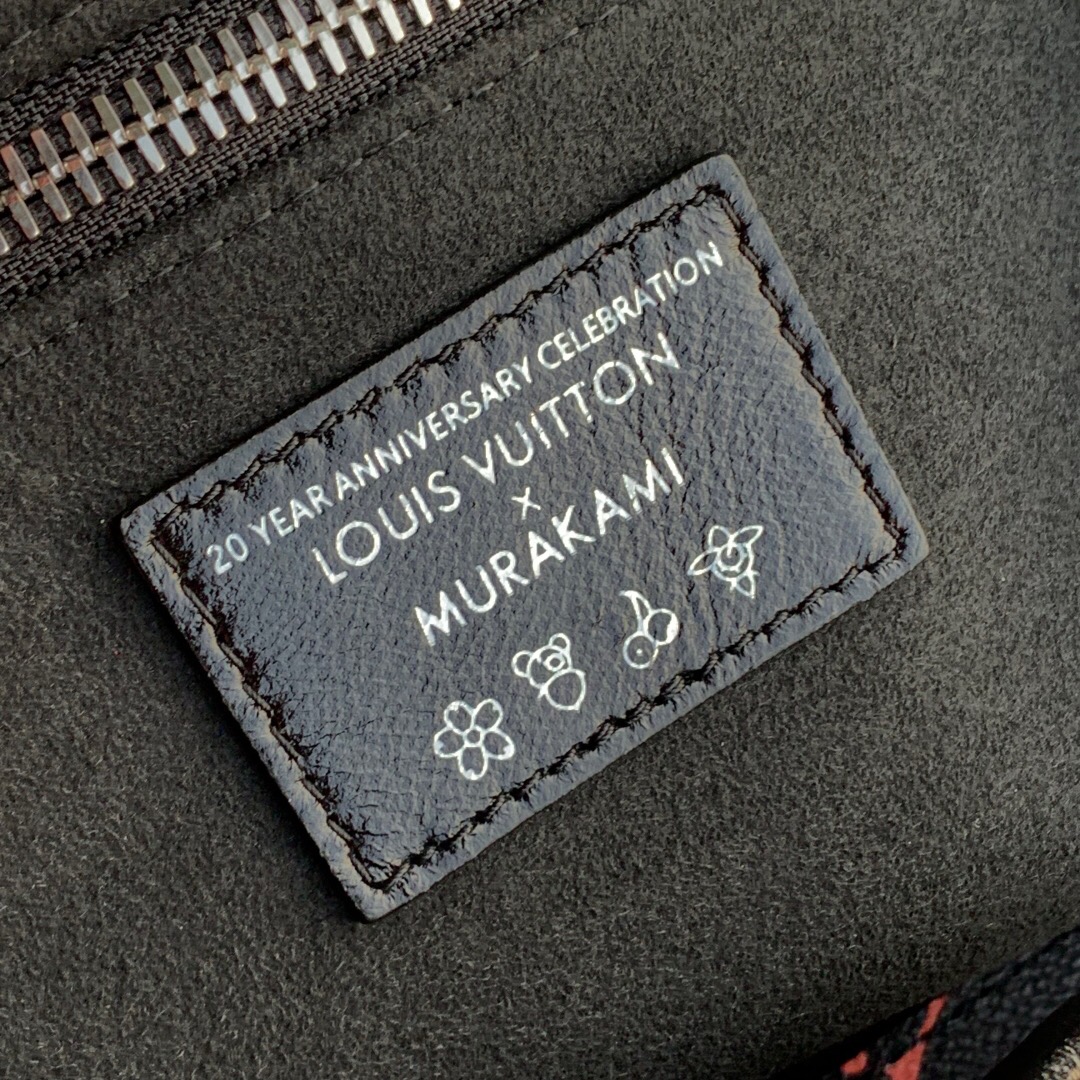 20 YEAR ANNIVERSARY CELEBRATION
LOUIS VUITTON
x
MURAKAMI